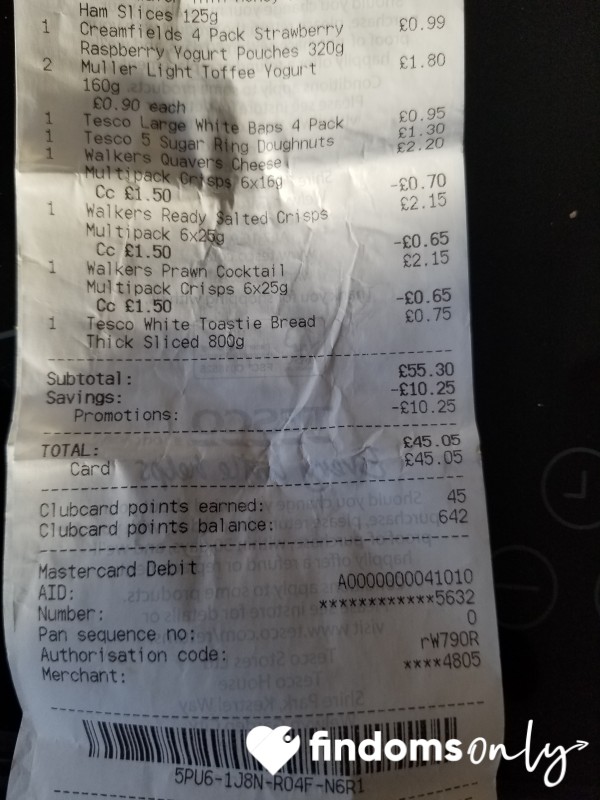 Ham Slices 125g
1 Creamfields 4 Pack Strawberry £0.99
Raspberry Yogurt Pouches 320g
2 Muller Light Toffee Yogurt £1.80
160g
£0.90 each
1 Tesco Large White Baps 4 Pack £0.95
1 Tesco 5 Sugar Ring Doughnuts £1.30
1 Walkers Quavers Cheese £2.20
Multipack Crisps 6x16g
Cc £1.50 -£0.70
1 Walkers Ready Salted Crisps £2.15
Multipack 6x25g
Cc £1.50 -£0.65
1 Walkers Prawn Cocktail £2.15
Multipack Crisps 6x25g
Cc £1.50 -£0.65
1 Tesco White Toastie Bread £0.75
Thick Sliced 800g
Subtotal: £55.30
Savings: -£10.25
Promotions: -£10.25
TOTAL: £45.05
Card £45.05
Clubcard points earned: 45
Clubcard points balance: 642
Mastercard Debit
AID: A0000000041010
Number: ************5632
Pan sequence no: 0
Authorisation code: rW790R
Merchant: ****4805
5PU6-1J8N-R04F-N6R1
findomsonly